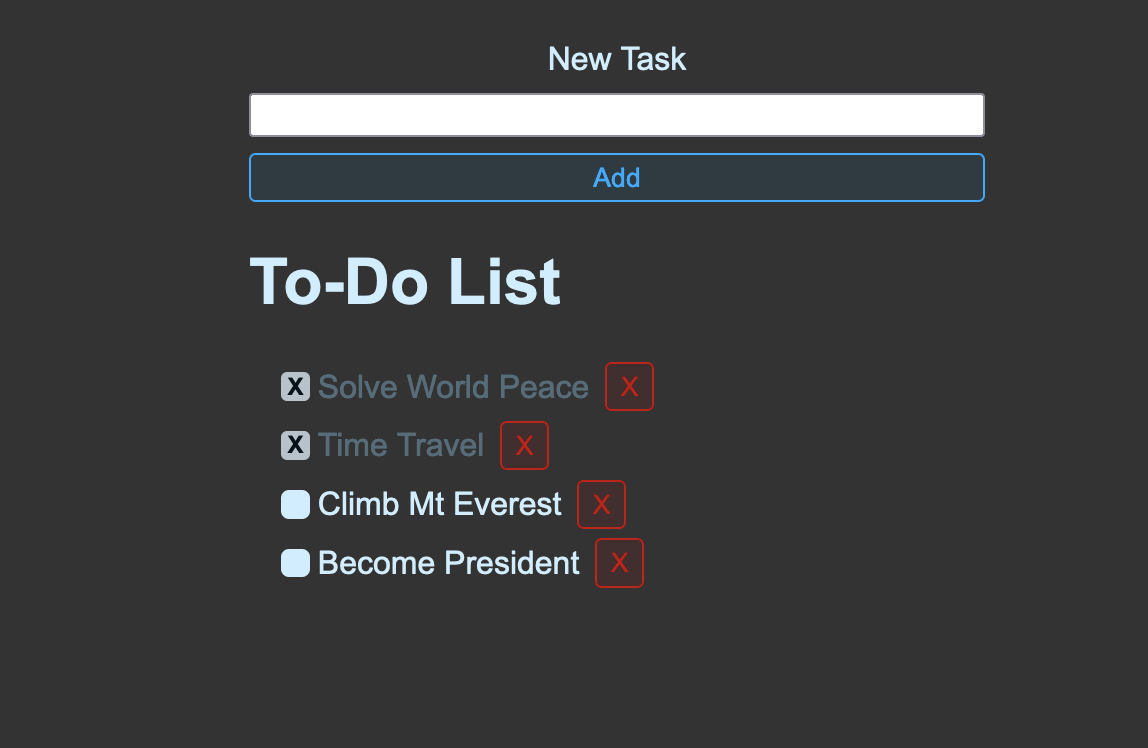 New Task
Add
To-Do List
X Solve World Peace X
X Time Travel X
Climb Mt Everest X
Become President X